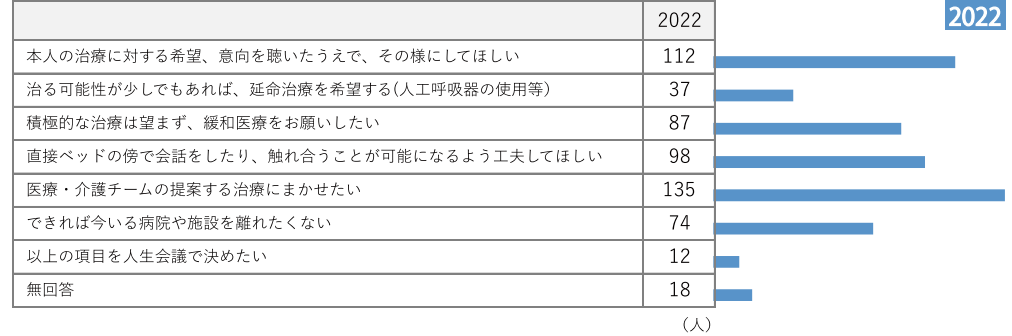 2022
2022
本人の治療に対する希望、意向を聴いたうえで、その様にしてほしい 112
治る可能性が少しでもあれば、延命治療を希望する(人工呼吸器の使用等) 37
積極的な治療は望まず、緩和医療をお願いしたい 87
直接ベッドの傍で会話をしたり、触れ合うことが可能になるよう工夫してほしい 98
医療・介護チームの提案する治療にまかせたい 135
できれば今いる病院や施設を離れたくない 74
以上の項目を人生会議で決めたい 12
無回答 18
(人)